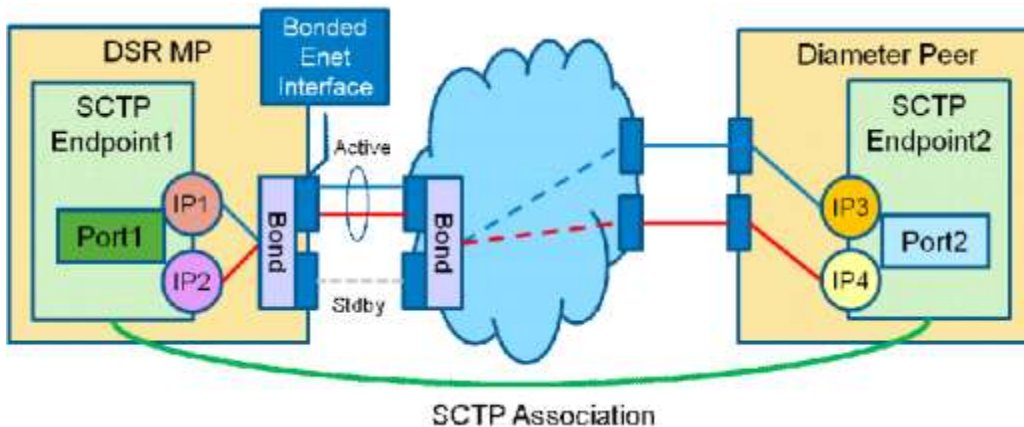 DSR MP
Bonded
Enet
Interface
Diameter Peer
SCTP
Endpoint1
Active
SCTP
Endpoint2
IP1
Port1
IP2
Bond
Bond
Stdby
IP3
Port2
IP4
SCTP Association